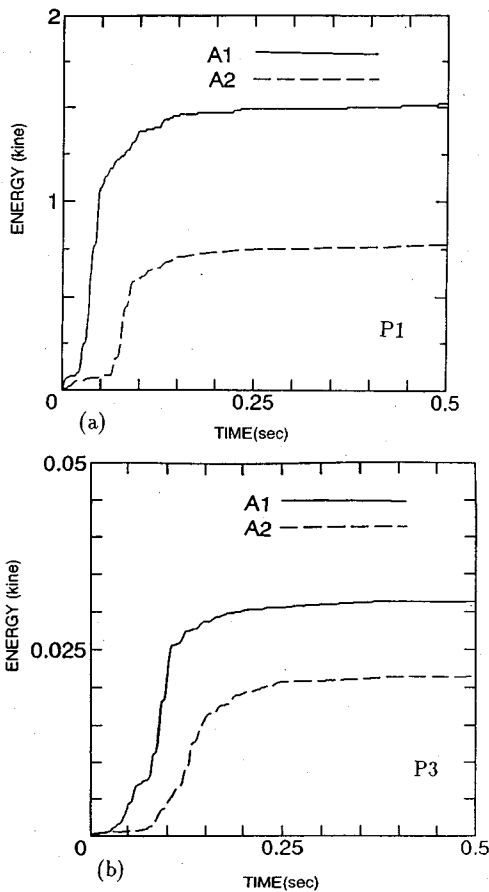 2
A1
A2
ENERGY (kine)
1
P1
0
0.25
0.5
(a)
TIME(sec)
0.05
A1
A2
ENERGY (kine)
0.025
P3
0
0
0.25
0.5
(b)
TIME(sec)